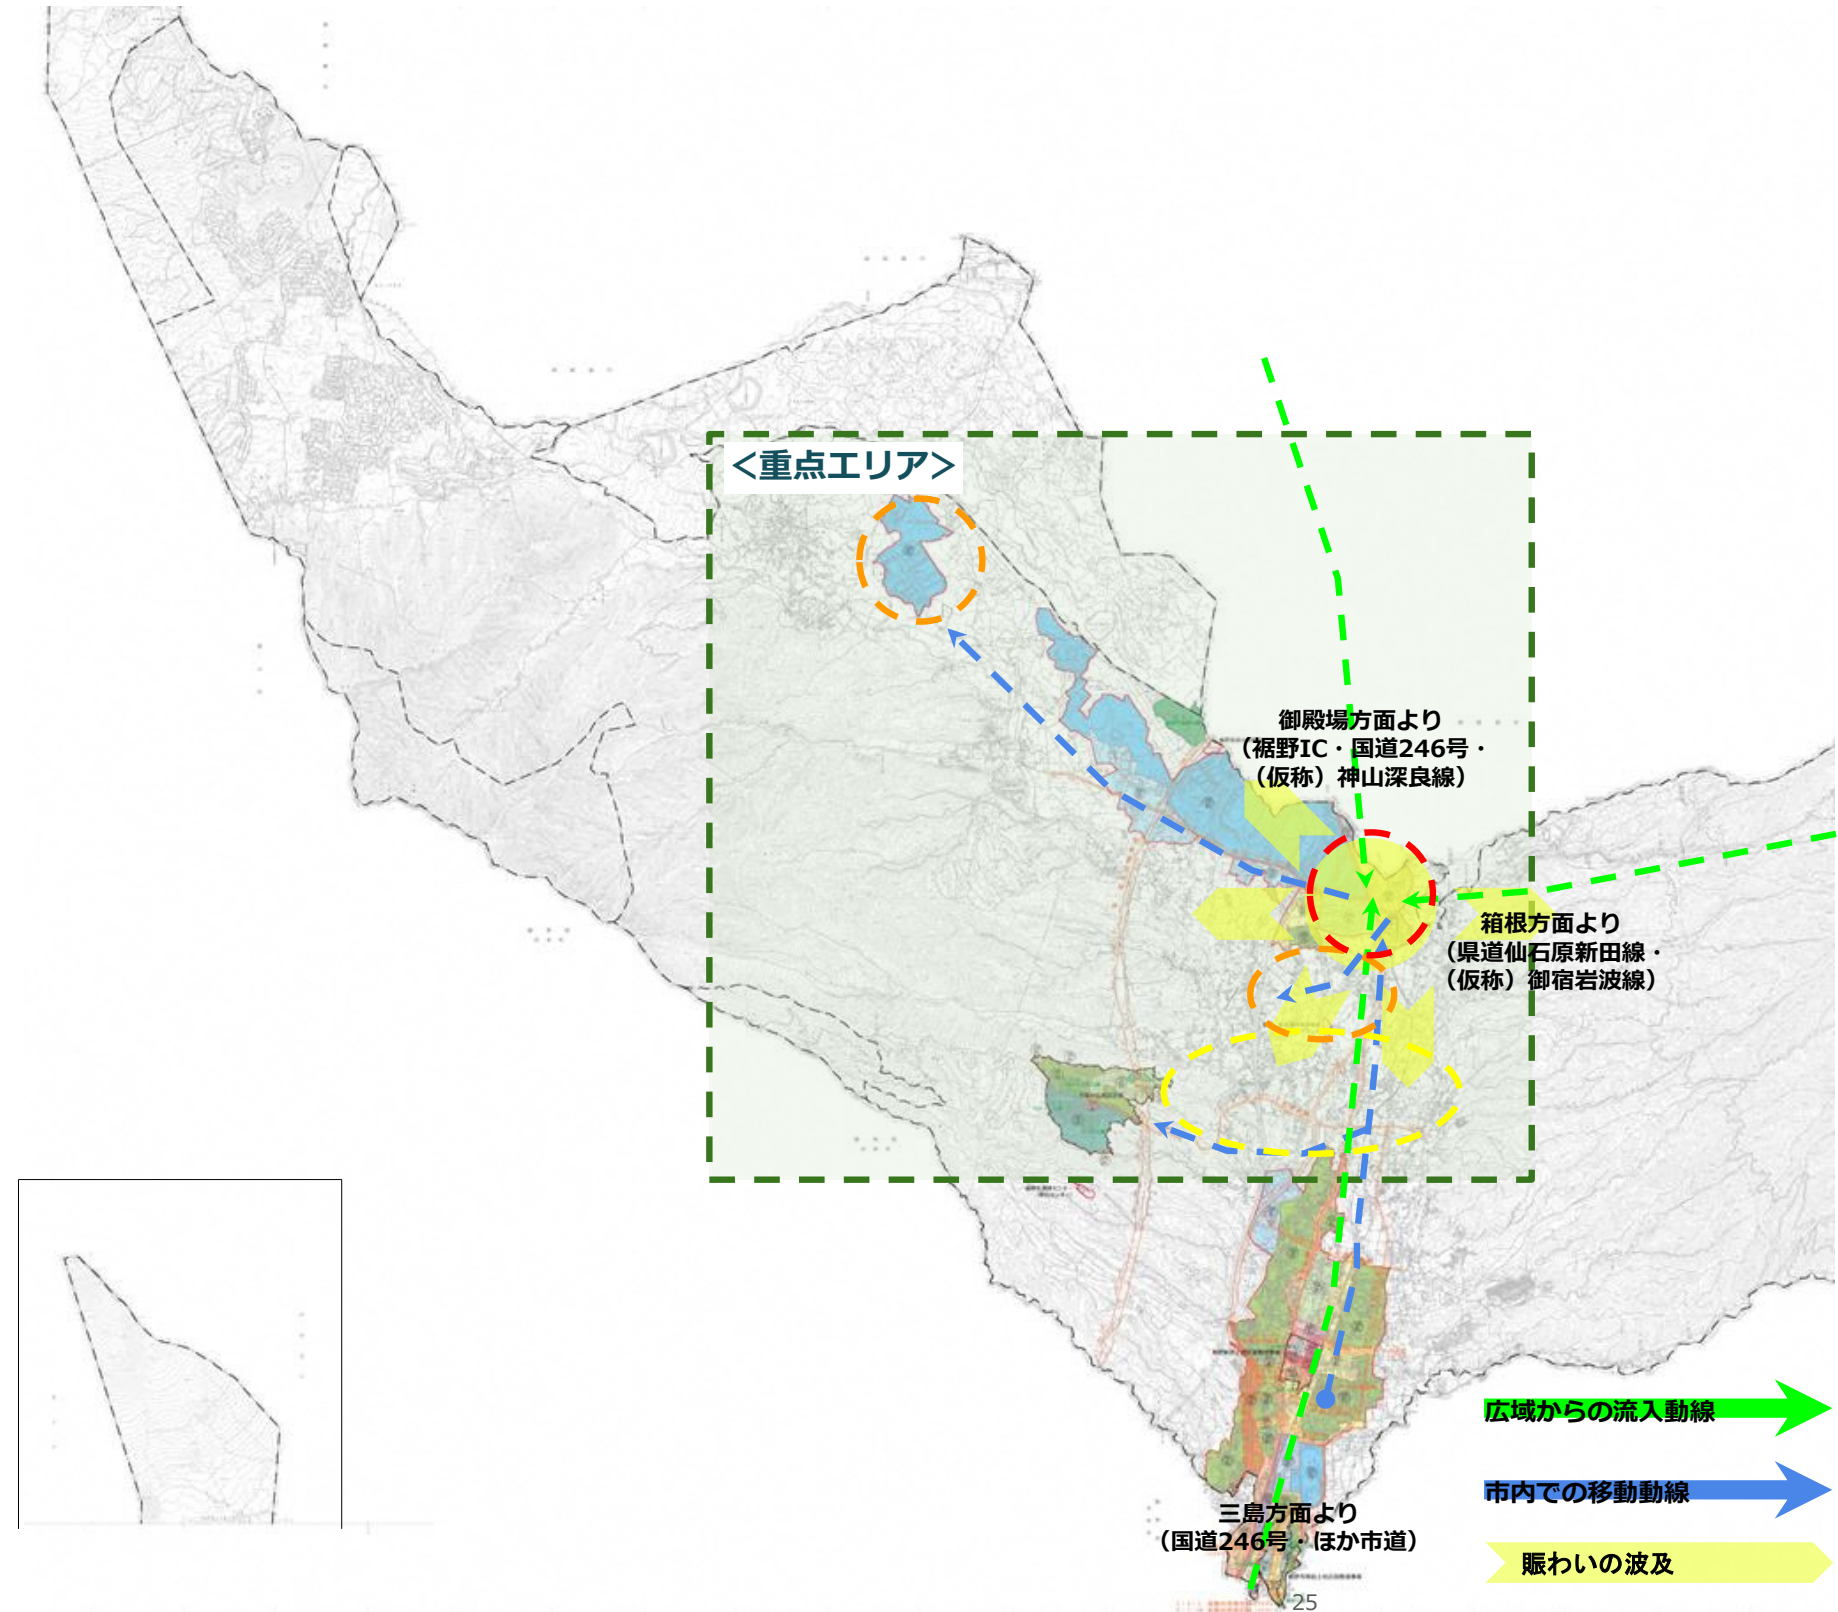 ＜重点エリア＞
御殿場方面より
（裾野IC・国道246号・
（仮称）神山深良線）
箱根方面より
（県道仙石原新田線・
（仮称）御宿岩波線）
広域からの流入動線
市内での移動動線
三島方面より
（国道246号・ほか市道）
賑わいの波及
25